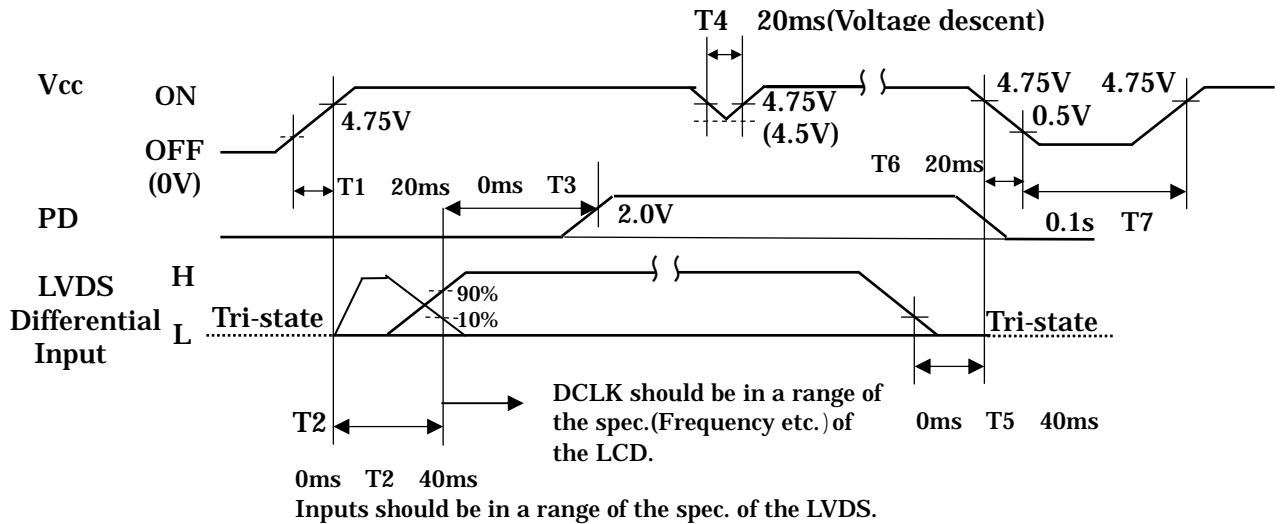 T4 20ms(Voltage descent)
Vcc
ON
4.75V
4.75V
(4.5V)
4.75V
4.75V
0.5V
OFF
(0V)
T1 20ms
0ms T3
T6 20ms
PD
2.0V
0.1s T7
LVDS
Differential
Input
H
L
90%
10%
Tri-state
Tri-state
T2
DCLK should be in a range of
the spec.(Frequency etc.) of
the LCD.
0ms T5 40ms
0ms T2 40ms
Inputs should be in a range of the spec. of the LVDS.